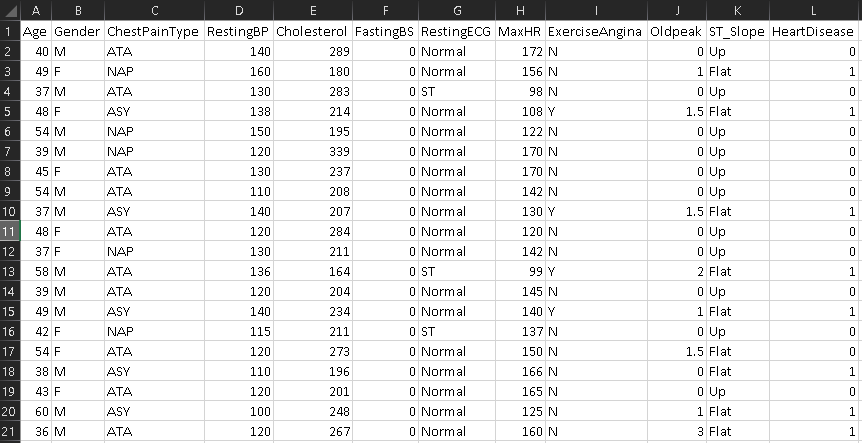 A B C D E F G H I J K L
1 Age Gender ChestPainType RestingBP Cholesterol FastingBS RestingECG MaxHR ExerciseAngina Oldpeak ST_Slope HeartDisease
2 40 M ATA 140 289 0 Normal 172 N 0 Up 0
3 49 F NAP 160 180 0 Normal 156 N 1 Flat 1
4 37 M ATA 130 283 0 ST 98 N 0 Up 0
5 48 F ASY 138 214 0 Normal 108 Y 1.5 Flat 1
6 54 M NAP 150 195 0 Normal 122 N 0 Up 0
7 39 M NAP 120 339 0 Normal 170 N 0 Up 0
8 45 F ATA 130 237 0 Normal 170 N 0 Up 0
9 54 M ATA 110 208 0 Normal 142 N 0 Up 0
10 37 M ASY 140 207 0 Normal 130 Y 1.5 Flat 1
11 48 F ATA 120 284 0 Normal 120 N 0 Up 0
12 37 F NAP 130 211 0 Normal 142 N 0 Up 0
13 58 M ATA 136 164 0 ST 99 Y 2 Flat 1
14 39 M ATA 120 204 0 Normal 145 N 0 Up 0
15 49 M ASY 140 234 0 Normal 140 Y 1 Flat 1
16 42 F NAP 115 211 0 ST 137 N 0 Up 0
17 54 F ATA 120 273 0 Normal 150 N 1.5 Flat 0
18 38 M ASY 110 196 0 Normal 166 N 0 Flat 1
19 43 F ATA 120 201 0 Normal 165 N 0 Up 0
20 60 M ASY 100 248 0 Normal 125 N 1 Flat 1
21 36 M ATA 120 267 0 Normal 160 N 3 Flat 1